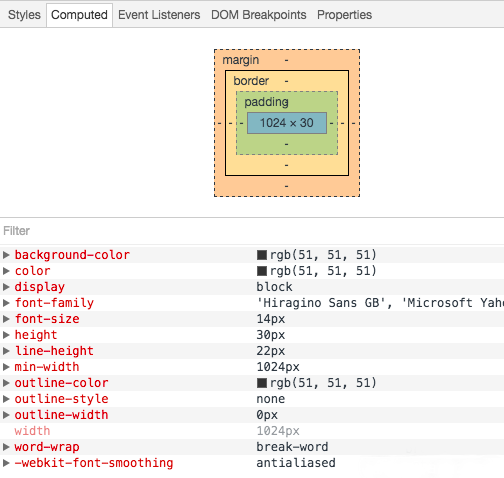 Styles Computed Event Listeners DOM Breakpoints Properties
margin -
border -
padding -
- - - 1024 × 30 - - -
-
-
-
Filter
background-color rgb(51, 51, 51)
color rgb(51, 51, 51)
display block
font-family 'Hiragino Sans GB', 'Microsoft Yah
font-size 14px
height 30px
line-height 22px
min-width 1024px
outline-color rgb(51, 51, 51)
outline-style none
outline-width 0px
width 1024px
word-wrap break-word
-webkit-font-smoothing antialiased